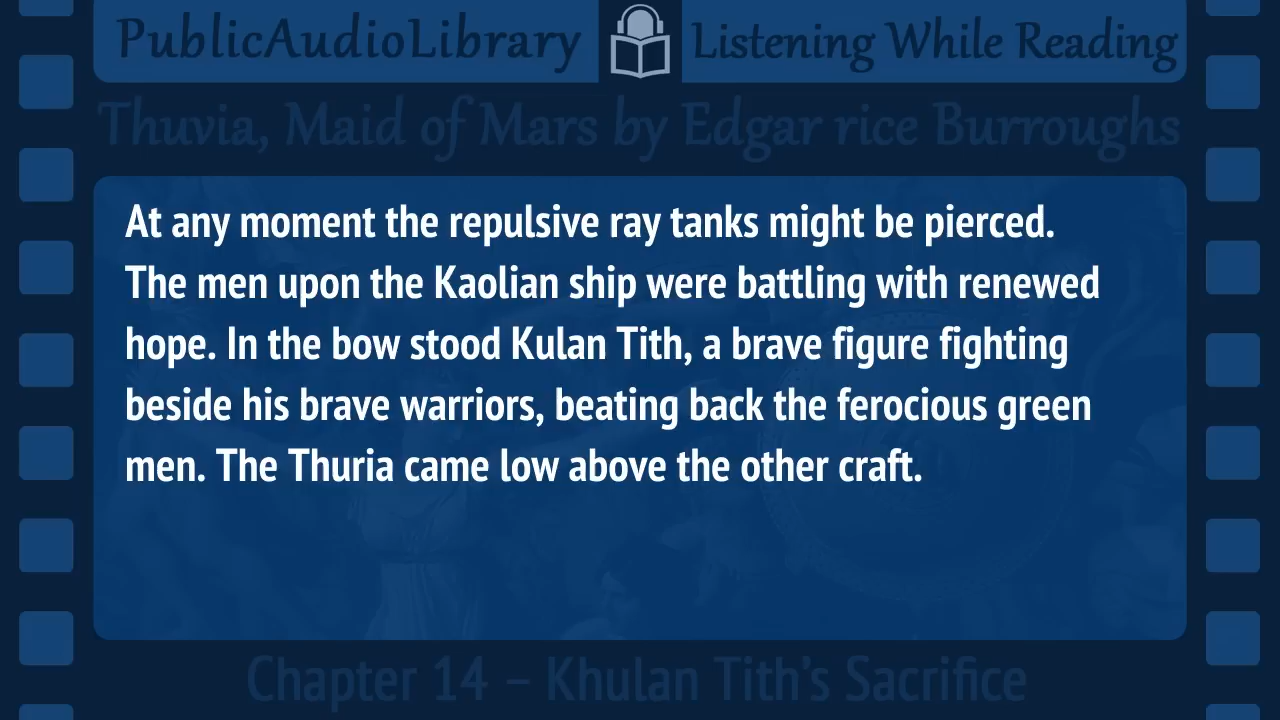 PublicAudioLibrary Listening While Reading
Thuvia, Maid of Mars by Edgar rice Burroughs
At any moment the repulsive ray tanks might be pierced.
The men upon the Kaolian ship were battling with renewed
hope. In the bow stood Kulan Tith, a brave figure fighting
beside his brave warriors, beating back the ferocious green
men. The Thuria came low above the other craft.
Chapter 14 – Khulan Tith's Sacrifice